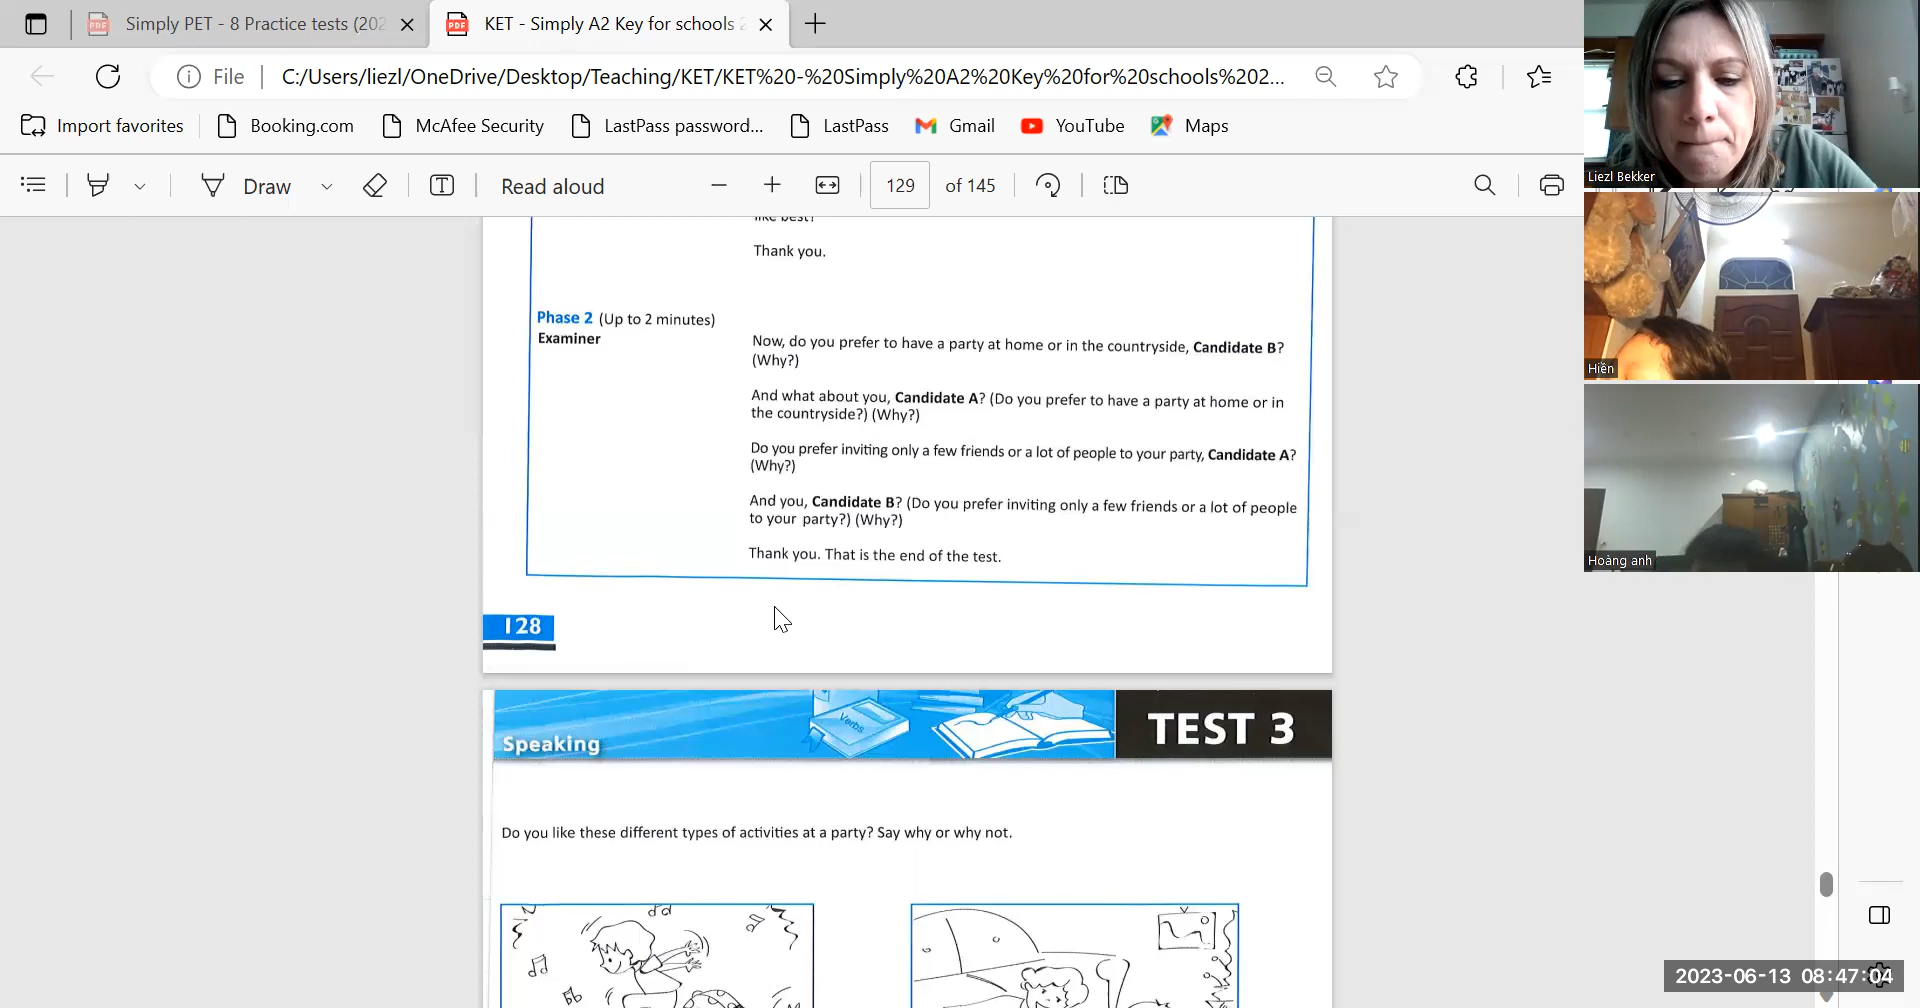 Simply PET - 8 Practice tests (202
KET - Simply A2 Key for schools 2
File
C:/Users/liezl/OneDrive/Desktop/Teaching/KET/KET%20-%20Simply%20A2%20Key%20for%20schools%202...
Import favorites
Booking.com
McAfee Security
LastPass password...
LastPass
Gmail
YouTube
Maps
Draw
Read aloud
129
of 145
like best?
Thank you.
Phase 2 (Up to 2 minutes)
Examiner
Now, do you prefer to have a party at home or in the countryside, Candidate B?
(Why?)
And what about you, Candidate A? (Do you prefer to have a party at home or in
the countryside?) (Why?)
Do you prefer inviting only a few friends or a lot of people to your party, Candidate A?
(Why?)
And you, Candidate B? (Do you prefer inviting only a few friends or a lot of people
to your party?) (Why?)
Thank you. That is the end of the test.
128
Speaking
Verbs
TEST 3
Do you like these different types of activities at a party? Say why or why not.
Liezl Bekker
Hiền
Hoàng anh
2023-06-13 08:47:04